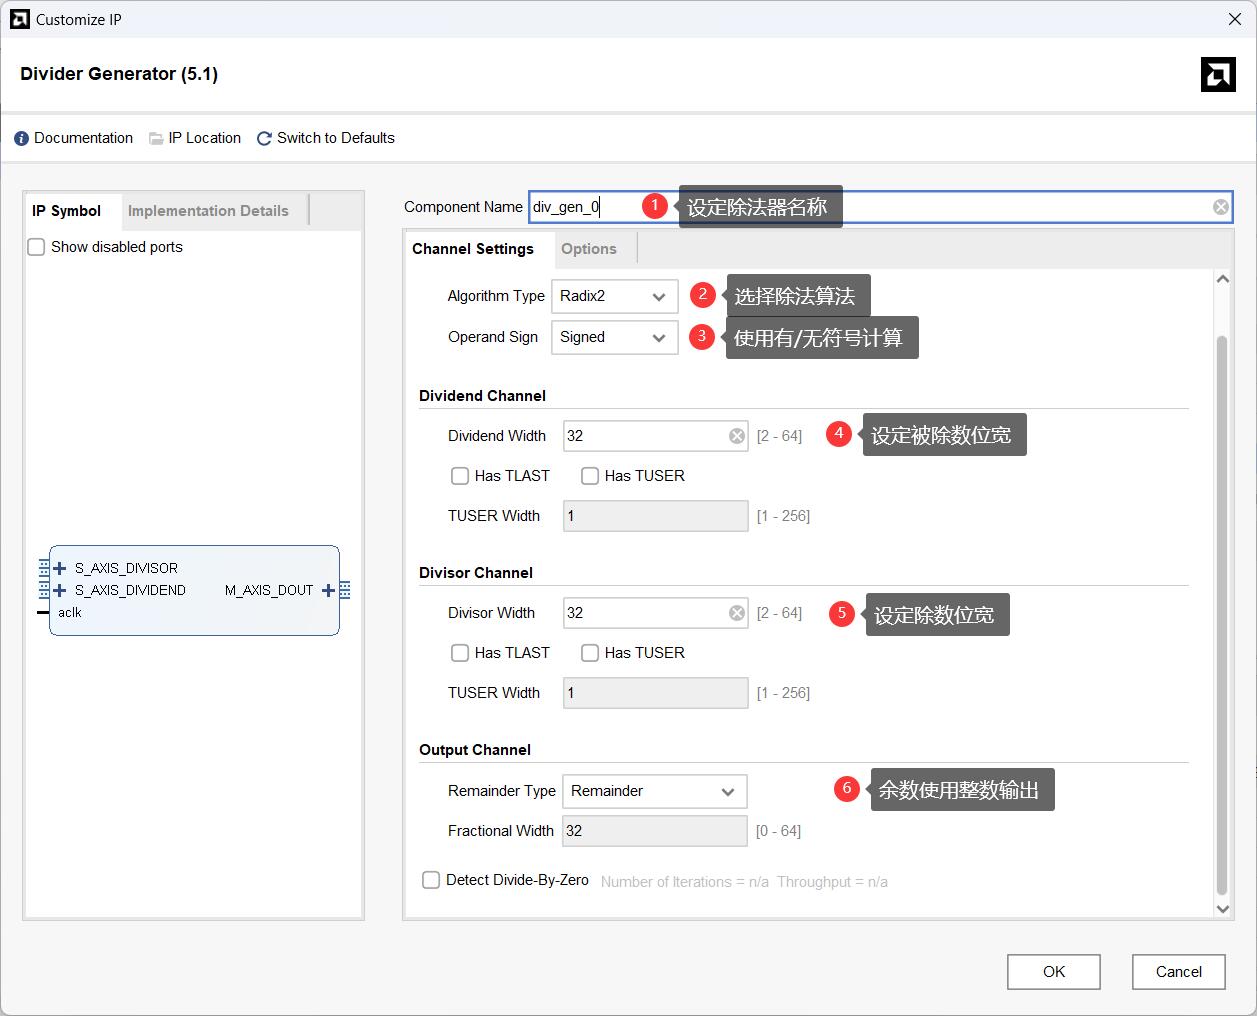 Customize IP
Divider Generator (5.1)
Documentation
IP Location
Switch to Defaults
IP Symbol
Implementation Details
Show disabled ports
S_AXIS_DIVISOR
S_AXIS_DIVIDEND
M_AXIS_DOUT
aclk
Component Name
div_gen_0
1
设定除法器名称
Channel Settings
Options
Algorithm Type
Radix2
2
选择除法算法
Operand Sign
Signed
3
使用有/无符号计算
Dividend Channel
Dividend Width
32
[2 - 64]
4
设定被除数位宽
Has TLAST
Has TUSER
TUSER Width
1
[1 - 256]
Divisor Channel
Divisor Width
32
[2 - 64]
5
设定除数位宽
Has TLAST
Has TUSER
TUSER Width
1
[1 - 256]
Output Channel
Remainder Type
Remainder
6
余数使用整数输出
Fractional Width
32
[0 - 64]
Detect Divide-By-Zero
Number of Iterations = n/a Throughput = n/a
OK
Cancel